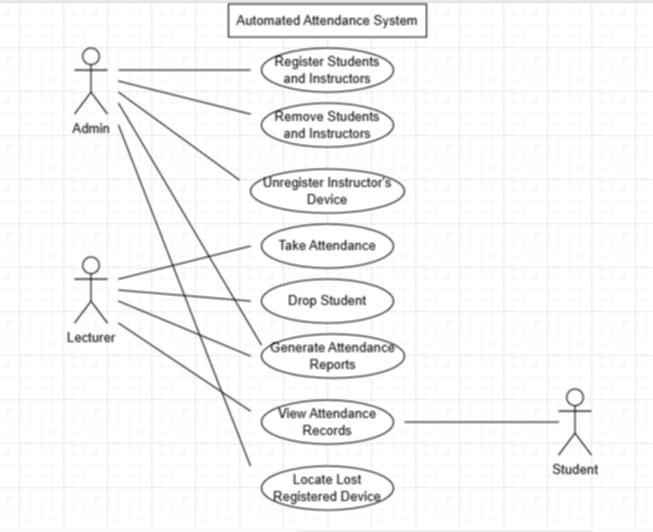 Automated Attendance System
Register Students
and Instructors
Admin
Remove Students
and Instructors
Unregister Instructor's
Device
Take Attendance
Drop Student
Lecturer
Generate Attendance
Reports
View Attendance
Records
Student
Locate Lost
Registered Device